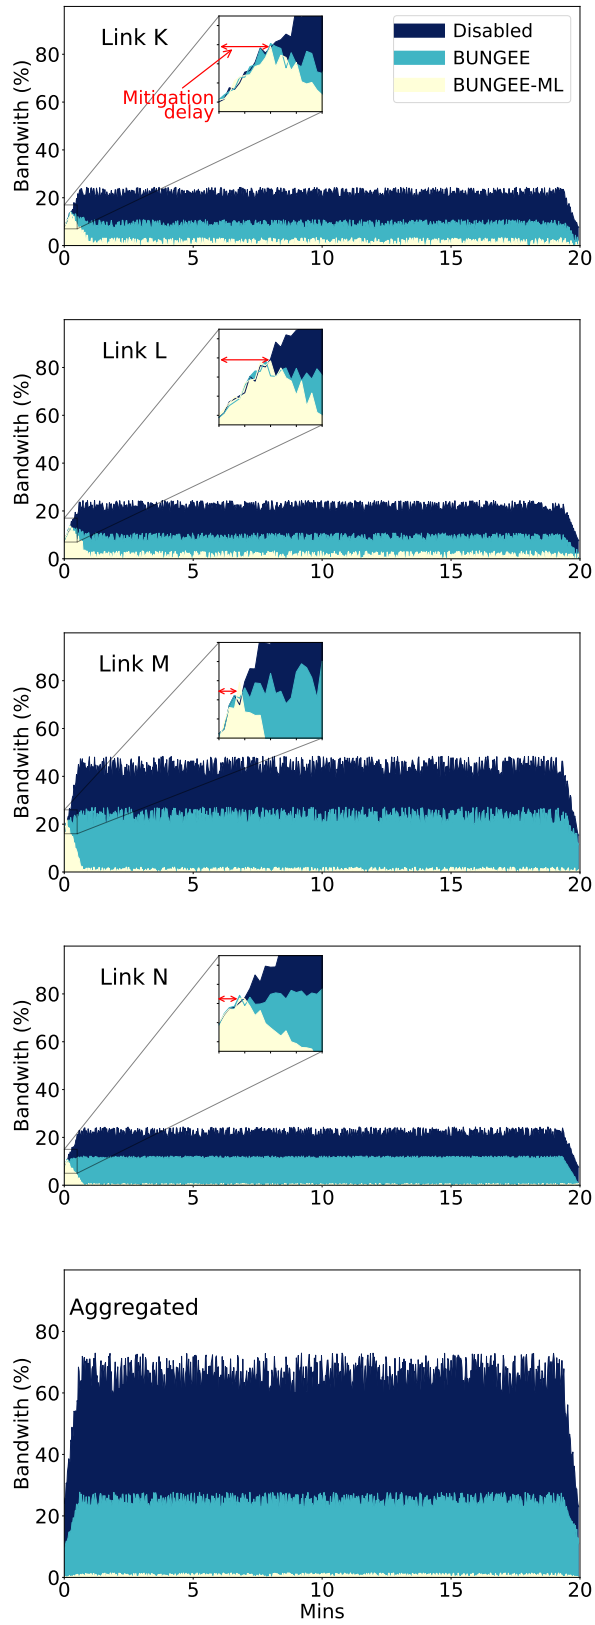 Link K
Mitigation
delay
Disabled
BUNGEE
BUNGEE-ML
Bandwith (%)
80
60
40
20
0
0 5 10 15 20
Link L
Bandwith (%)
80
60
40
20
0
0 5 10 15 20
Link M
Bandwith (%)
80
60
40
20
0
0 5 10 15 20
Link N
Bandwith (%)
80
60
40
20
0
0 5 10 15 20
Aggregated
Bandwith (%)
80
60
40
20
0
0 5 10 15 20
Mins